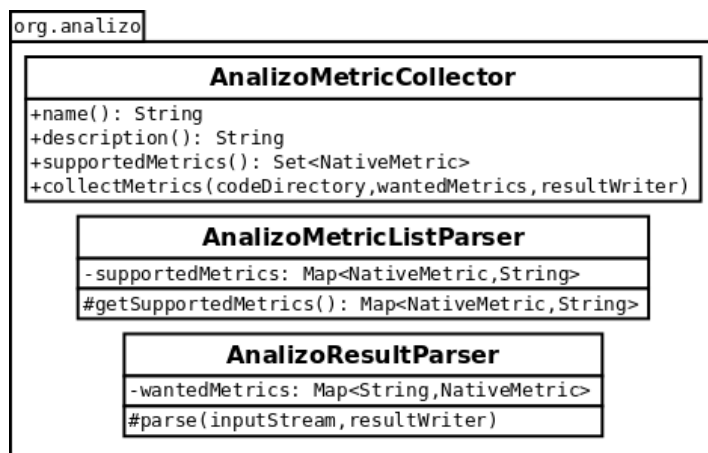 org.analizo
AnalizoMetricCollector
+name(): String
+description(): String
+supportedMetrics(): Set<NativeMetric>
+collectMetrics(codeDirectory,wantedMetrics,resultWriter)
AnalizoMetricListParser
-supportedMetrics: Map<NativeMetric,String>
#getSupportedMetrics(): Map<NativeMetric,String>
AnalizoResultParser
-wantedMetrics: Map<String,NativeMetric>
#parse(inputStream,resultWriter)